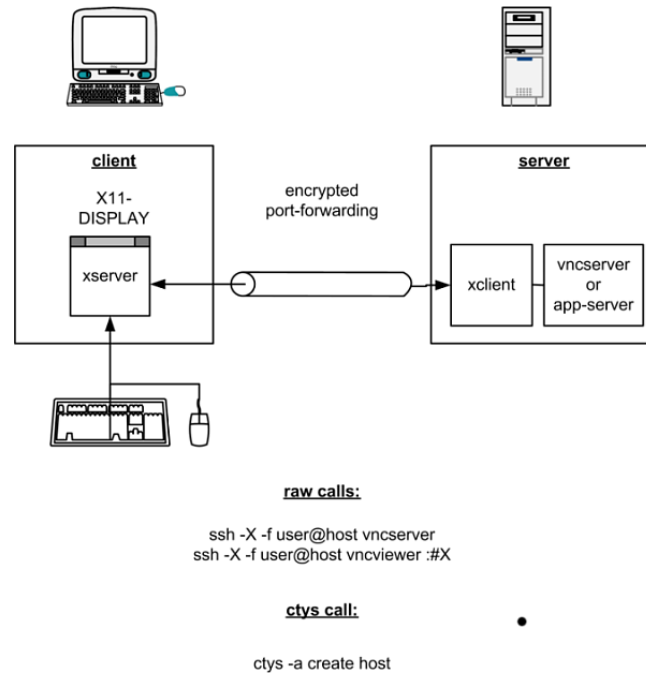 client
server
X11-
DISPLAY
encrypted
port-forwarding
xserver
xclient
vncserver
or
app-server
raw calls:
ssh -X -f user@host vncserver
ssh -X -f user@host vncviewer :#X
ctys call:
ctys -a create host